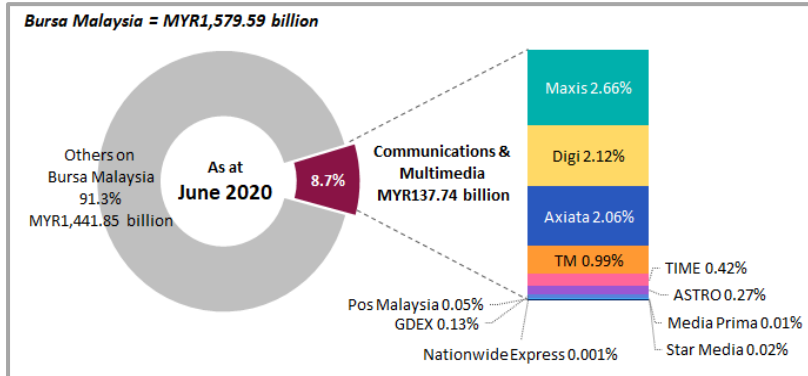 Bursa Malaysia = MYR1,579.59 billion
Others on
Bursa Malaysia
91.3%
MYR1,441.85 billion
As at
June 2020
8.7%
Communications &
Multimedia
MYR137.74 billion
Maxis 2.66%
Digi 2.12%
Axiata 2.06%
TM 0.99%
TIME 0.42%
ASTRO 0.27%
Media Prima 0.01%
Star Media 0.02%
Pos Malaysia 0.05%
GDEX 0.13%
Nationwide Express 0.001%